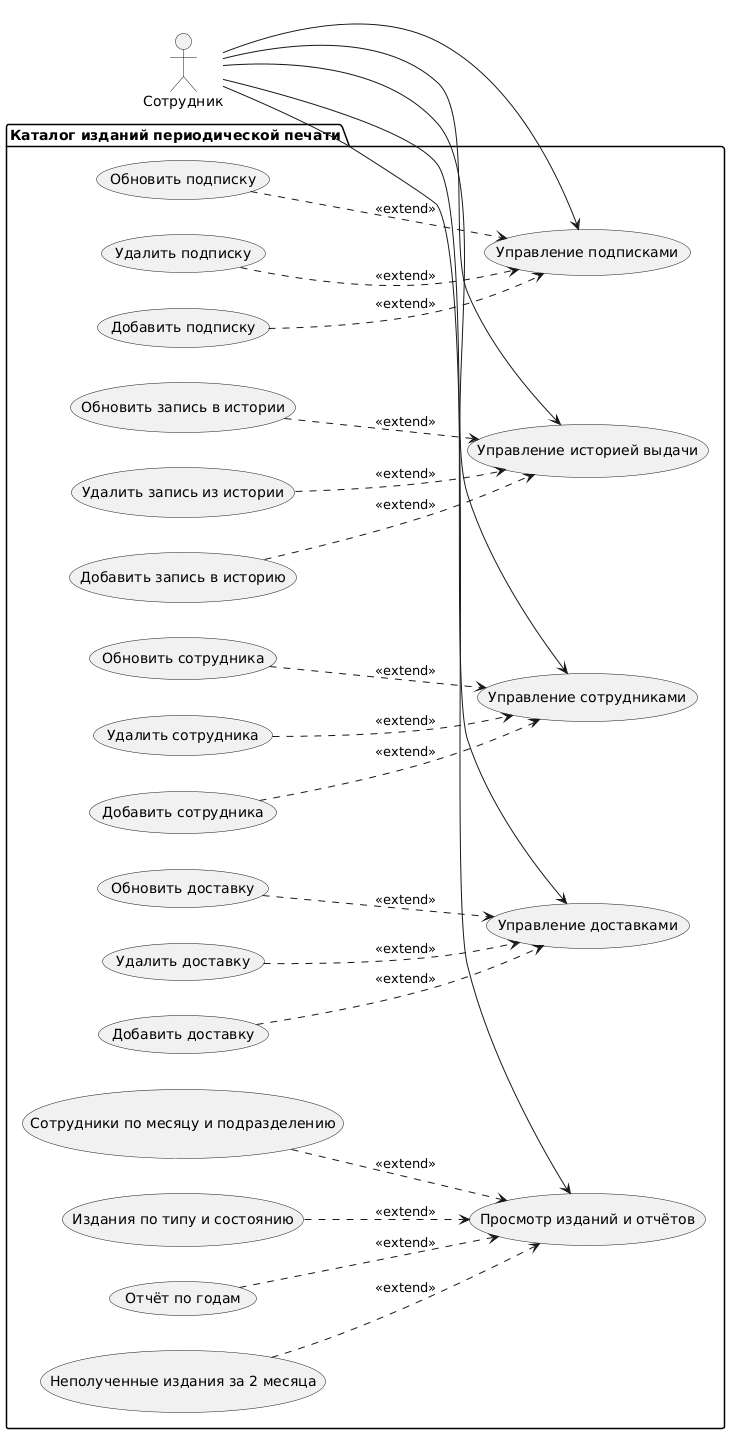 Сотрудник
Каталог изданий периодической печати
Обновить подписку
«extend»
Управление подписками
Удалить подписку
«extend»
Добавить подписку
«extend»
Обновить запись в истории
«extend»
Управление историей выдачи
Удалить запись из истории
«extend»
Добавить запись в историю
«extend»
Обновить сотрудника
«extend»
Управление сотрудниками
Удалить сотрудника
«extend»
Добавить сотрудника
«extend»
Обновить доставку
«extend»
Управление доставками
Удалить доставку
«extend»
Добавить доставку
«extend»
Сотрудники по месяцу и подразделению
«extend»
Издания по типу и состоянию
«extend»
Просмотр изданий и отчётов
Отчёт по годам
«extend»
Неполученные издания за 2 месяца
«extend»